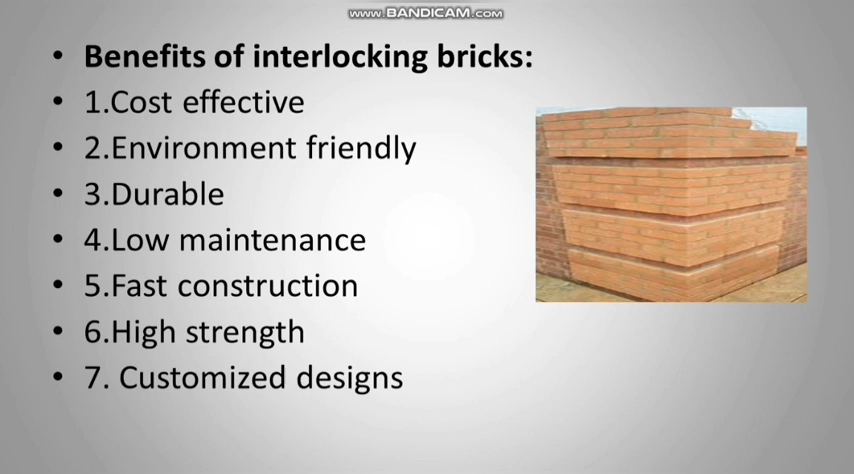 www.BANDICAM.com
• Benefits of interlocking bricks:
• 1.Cost effective
• 2.Environment friendly
• 3.Durable
• 4.Low maintenance
• 5.Fast construction
• 6.High strength
• 7. Customized designs